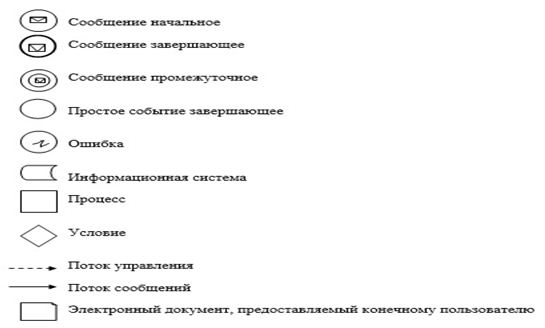 Сообщение начальное
Сообщение завершающее
Сообщение промежуточное
Простое событие завершающее
Ошибка
Информационная система
Процесс
Условие
Поток управления
Поток сообщений
Электронный документ, предоставляемый конечному пользователю